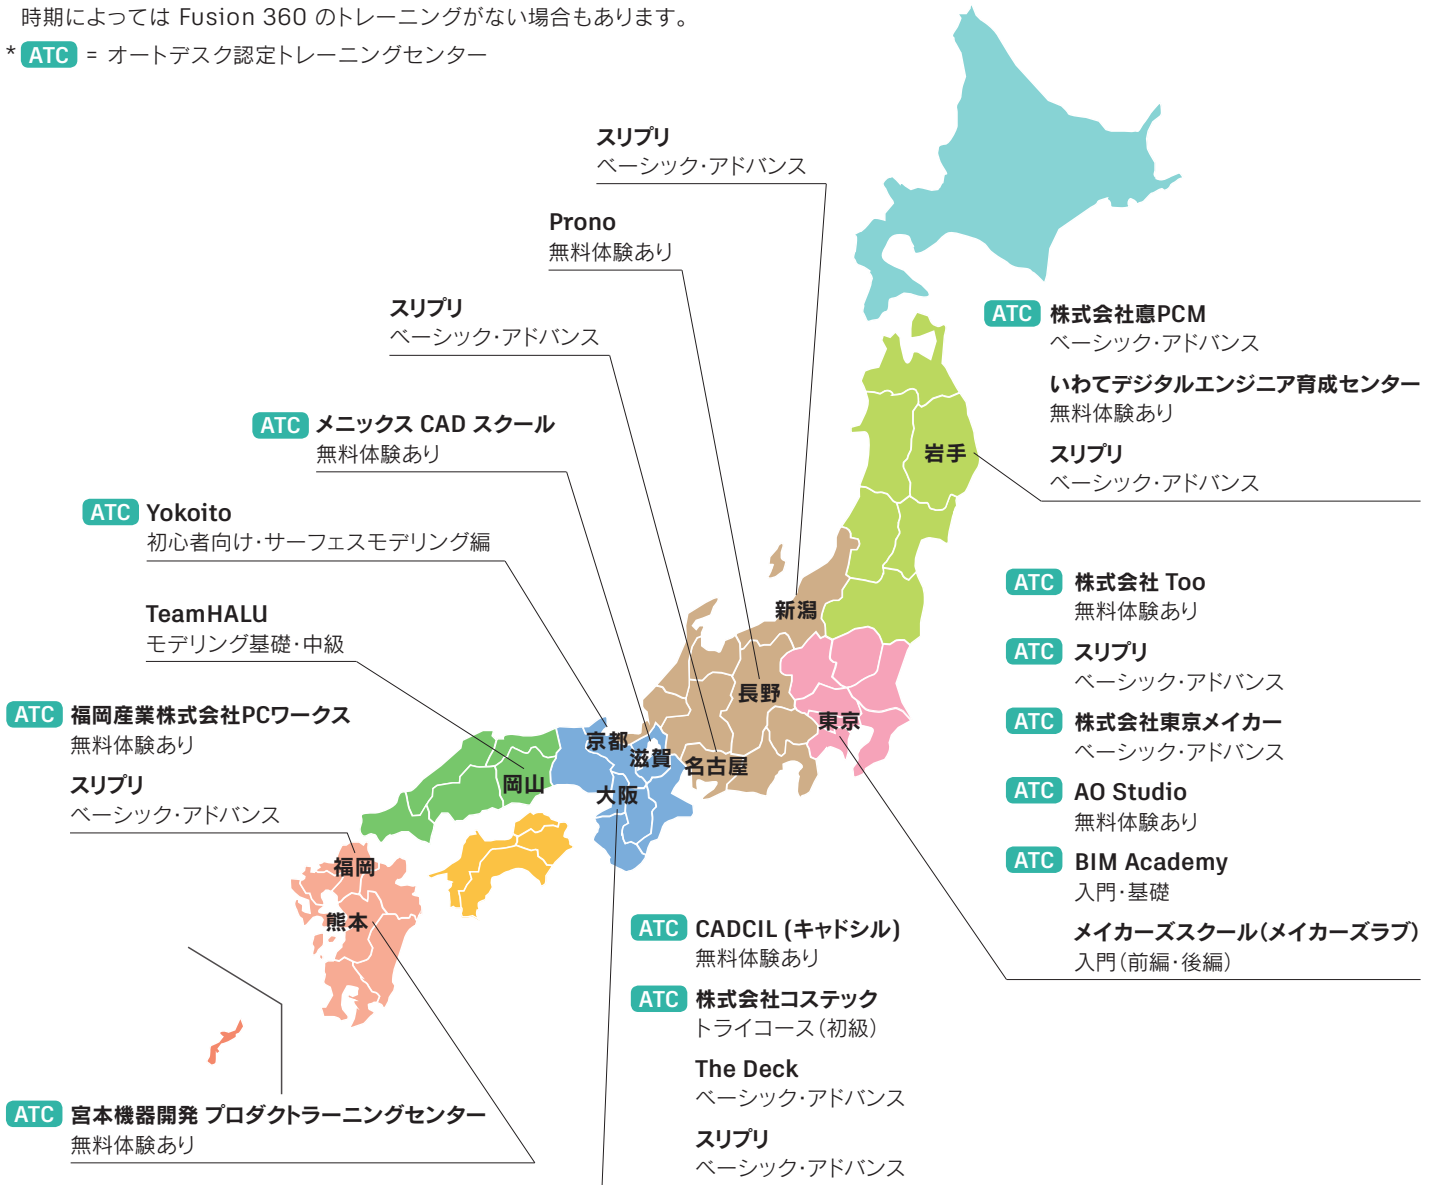 時期によっては Fusion 360 のトレーニングがない場合もあります。
* ATC = オートデスク認定トレーニングセンター
スリプリ
ベーシック・アドバンス
Prono
無料体験あり
スリプリ
ベーシック・アドバンス
ATC メニックス CAD スクール
無料体験あり
ATC Yokoito
初心者向け・サーフェスモデリング編
TeamHALU
モデリング基礎・中級
ATC 福岡産業株式会社PCワークス
無料体験あり
スリプリ
ベーシック・アドバンス
ATC 株式会社悳PCM
ベーシック・アドバンス
いわてデジタルエンジニア育成センター
無料体験あり
スリプリ
ベーシック・アドバンス
岩手
新潟
長野
東京
京都
滋賀
名古屋
岡山
大阪
福岡
熊本
ATC 株式会社 Too
無料体験あり
ATC スリプリ
ベーシック・アドバンス
ATC 株式会社東京メイカー
ベーシック・アドバンス
ATC AO Studio
無料体験あり
ATC BIM Academy
入門・基礎
メイカーズスクール（メイカーズラブ）
入門（前編・後編）
ATC CADCIL (キャドシル)
無料体験あり
ATC 株式会社コステック
トライコース（初級）
The Deck
ベーシック・アドバンス
スリプリ
ベーシック・アドバンス
ATC 宮本機器開発 プロダクトラーニングセンター
無料体験あり